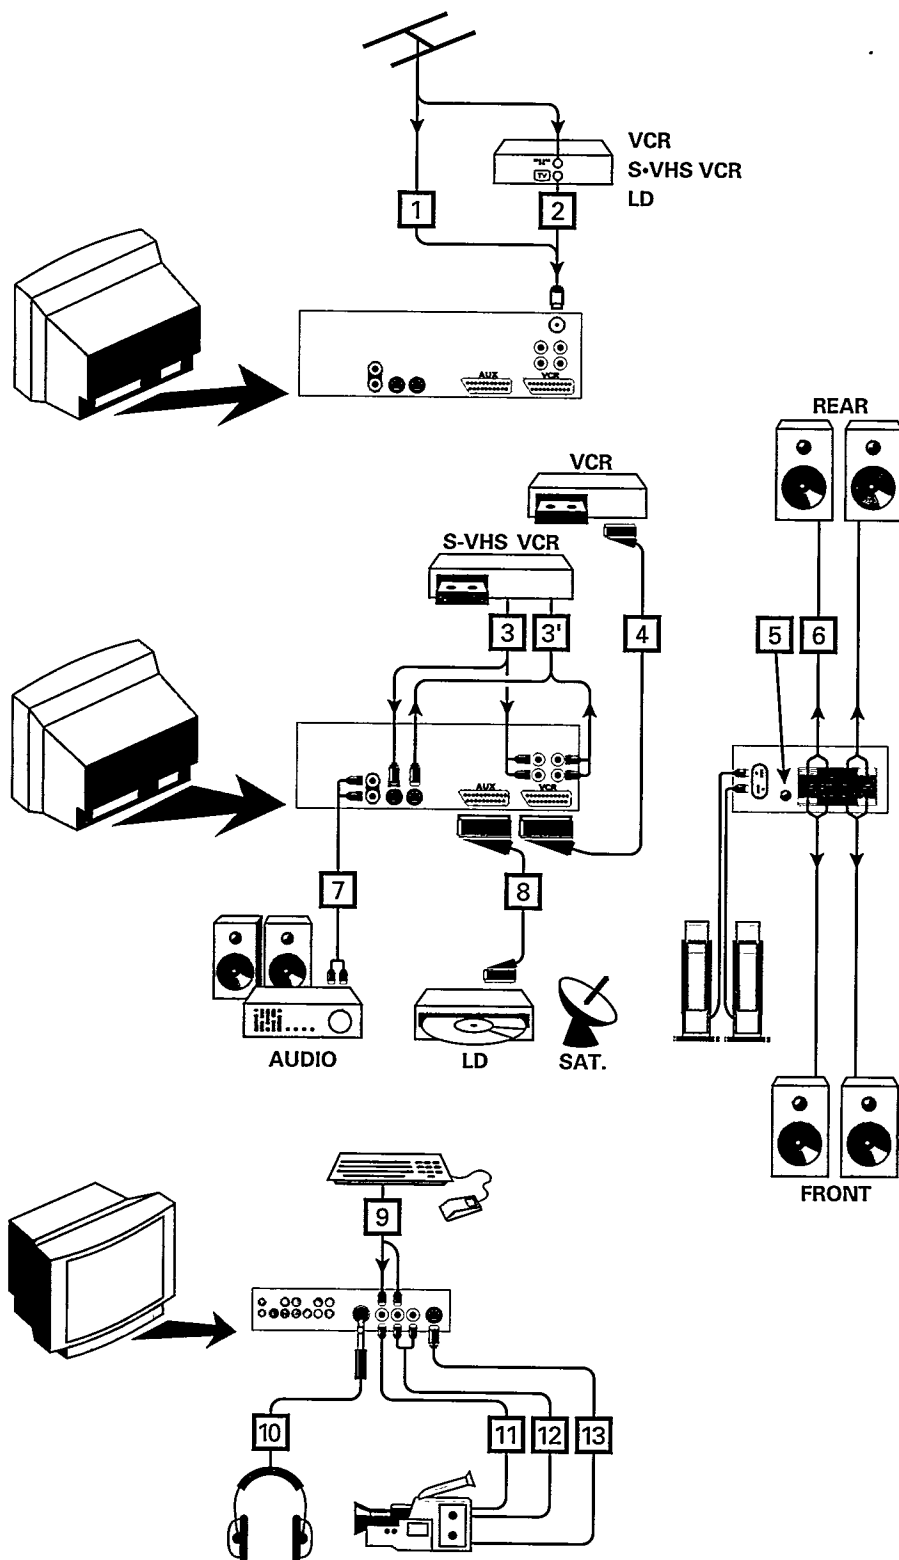 VCR
S•VHS VCR
LD
TV
1
2
AUX
VCR
REAR
VCR
S-VHS VCR
3
3'
4
5
6
AUX
VCR
7
8
AUDIO
LD
SAT.
FRONT
9
10
11
12
13